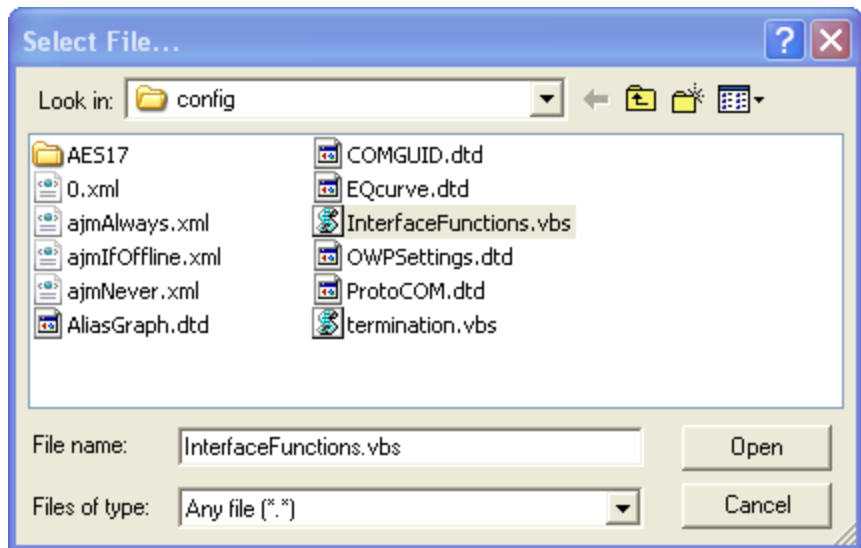 Select File...
Look in: config
AES17
0.xml
ajmAlways.xml
ajmIfOffline.xml
ajmNever.xml
AliasGraph.dtd
COMGUID.dtd
EQcurve.dtd
InterfaceFunctions.vbs
OWPSettings.dtd
ProtoCOM.dtd
termination.vbs
File name: InterfaceFunctions.vbs Open
Files of type: Any file (*.*) Cancel